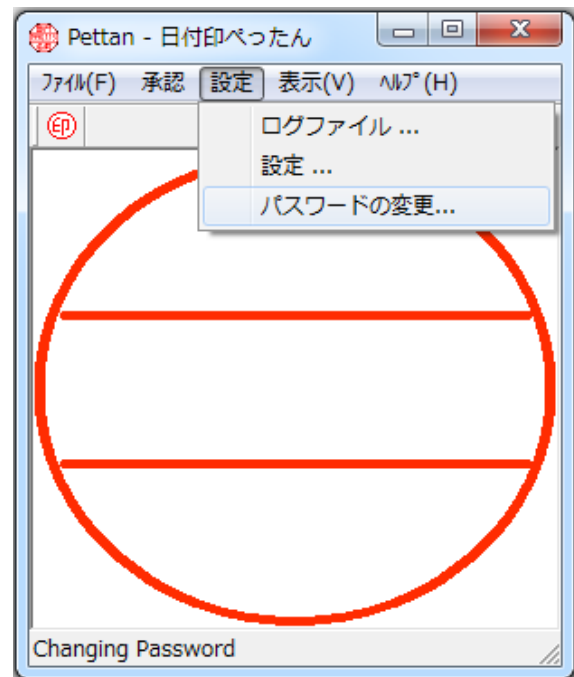 Pettan - 日付印ぺったん
ﾌｧｲﾙ(F) 承認 設定 表示(V) ﾍﾙﾌﾟ(H)
印
ログファイル ...
設定 ...
パスワードの変更...
Changing Password